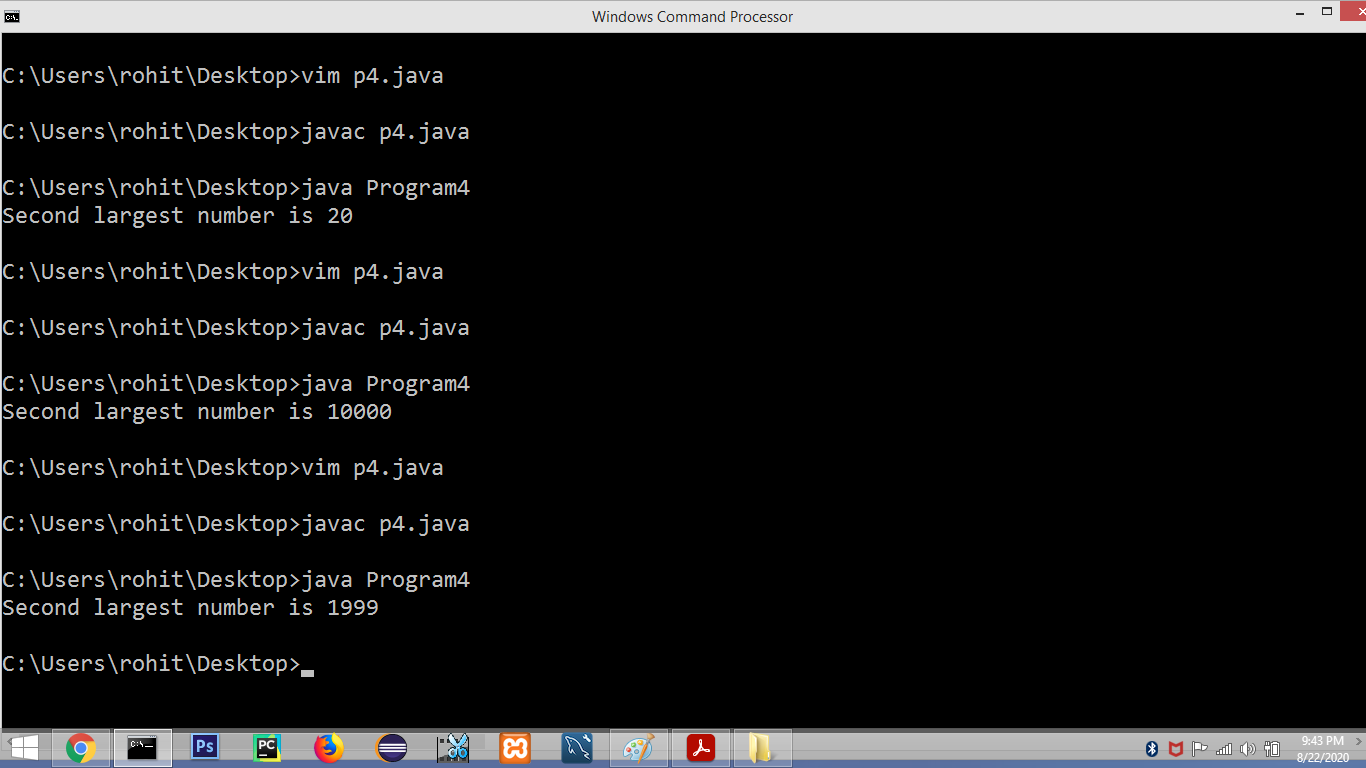 Windows Command Processor
C:\Users\rohit\Desktop>vim p4.java
C:\Users\rohit\Desktop>javac p4.java
C:\Users\rohit\Desktop>java Program4
Second largest number is 20
C:\Users\rohit\Desktop>vim p4.java
C:\Users\rohit\Desktop>javac p4.java
C:\Users\rohit\Desktop>java Program4
Second largest number is 10000
C:\Users\rohit\Desktop>vim p4.java
C:\Users\rohit\Desktop>javac p4.java
C:\Users\rohit\Desktop>java Program4
Second largest number is 1999
C:\Users\rohit\Desktop>
Ps
PC
9:43 PM
8/22/2020